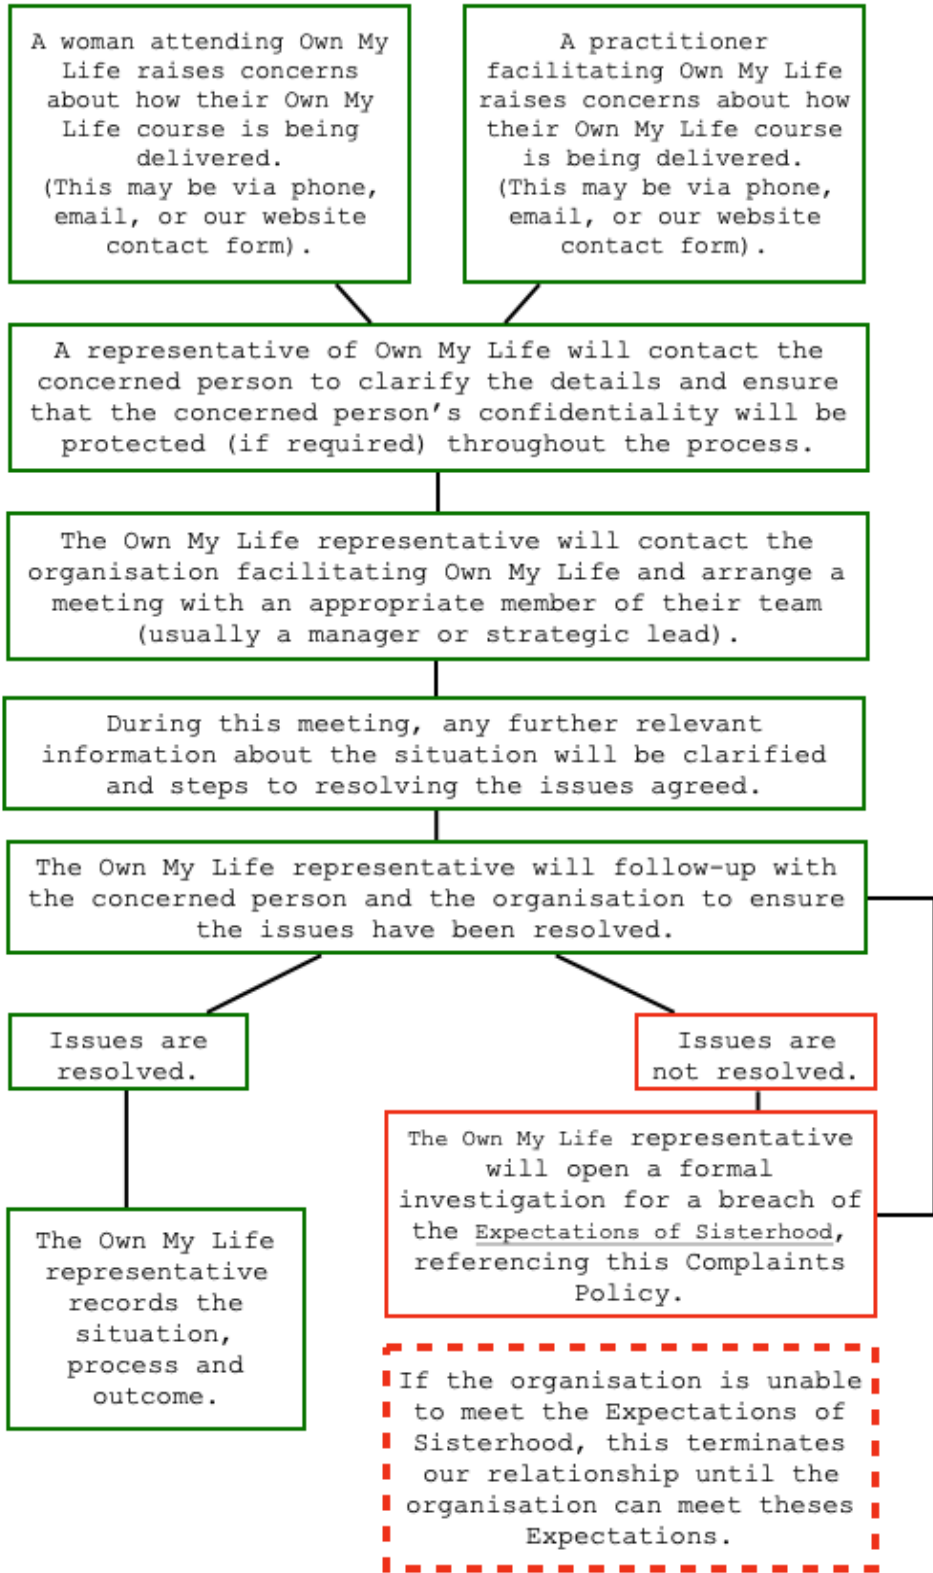 A woman attending Own My
Life raises concerns
about how their Own My
Life course is being
delivered.
(This may be via phone,
email, or our website
contact form).
A practitioner
facilitating Own My Life
raises concerns about how
their Own My Life course
is being delivered.
(This may be via phone,
email, or our website
contact form).
A representative of Own My Life will contact the
concerned person to clarify the details and ensure
that the concerned person's confidentiality will be
protected (if required) throughout the process.
The Own My Life representative will contact the
organisation facilitating Own My Life and arrange a
meeting with an appropriate member of their team
(usually a manager or strategic lead).
During this meeting, any further relevant
information about the situation will be clarified
and steps to resolving the issues agreed.
The Own My Life representative will follow-up with
the concerned person and the organisation to ensure
the issues have been resolved.
Issues are
resolved.
Issues are
not resolved.
The Own My Life representative
will open a formal
investigation for a breach of
the Expectations of Sisterhood,
referencing this Complaints
Policy.
The Own My Life
representative
records the
situation,
process and
outcome.
If the organisation is unable
to meet the Expectations of
Sisterhood, this terminates
our relationship until the
organisation can meet theses
Expectations.